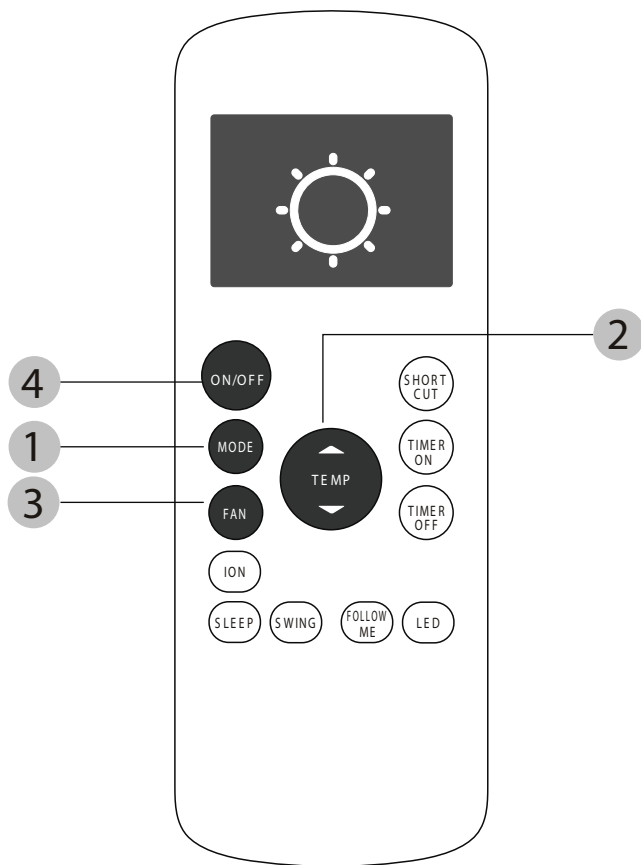 2
4
ON/OFF
SHORT
CUT
1
MODE
TEMP
TIMER
ON
3
FAN
TIMER
OFF
ION
SLEEP
SWING
FOLLOW
ME
LED